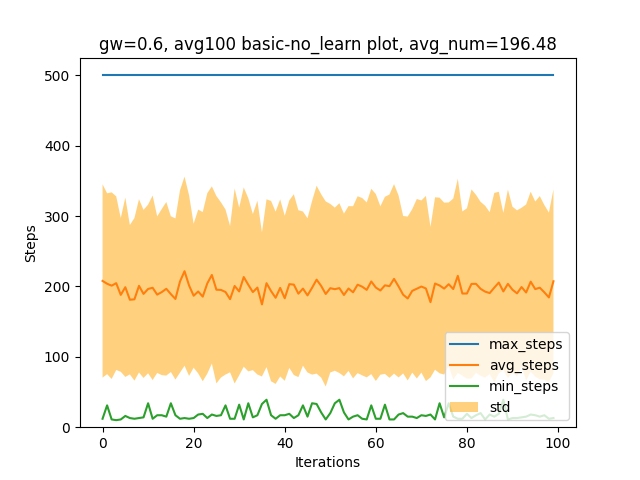 gw=0.6, avg100 basic-no_learn plot, avg_num=196.48
500
400
300
200
100
0
Steps
max_steps
avg_steps
min_steps
std
0 20 40 60 80 100
Iterations